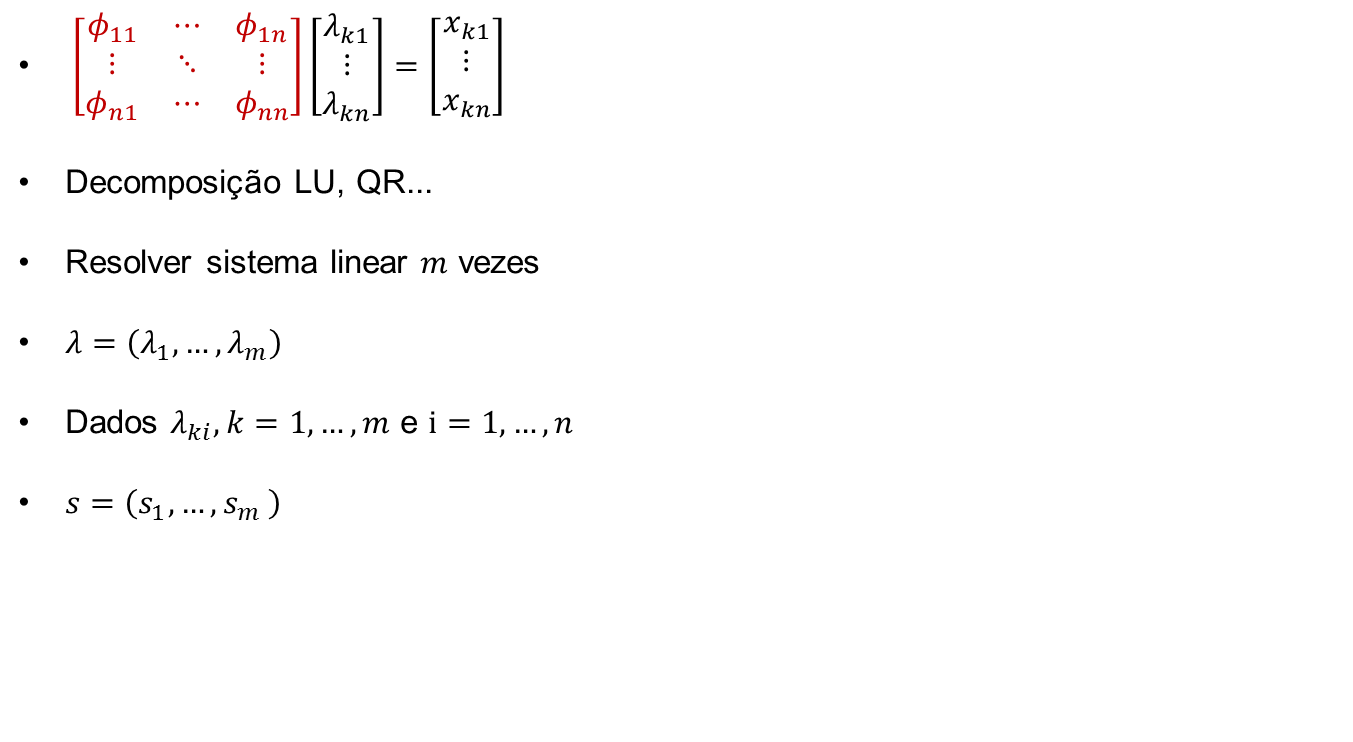 • [ϕ₁₁ ⋯ ϕ₁ₙ] [λₖ₁] [xₖ₁]
[⋮ ⋱ ⋮] [⋮] = [⋮]
[ϕₙ₁ ⋯ ϕₙₙ] [λₖₙ] [xₖₙ]
• Decomposição LU, QR...
• Resolver sistema linear m vezes
• λ = (λ₁, … , λₘ)
• Dados λₖᵢ, k = 1, … , m e i = 1, … , n
• s = (s₁, … , sₘ )